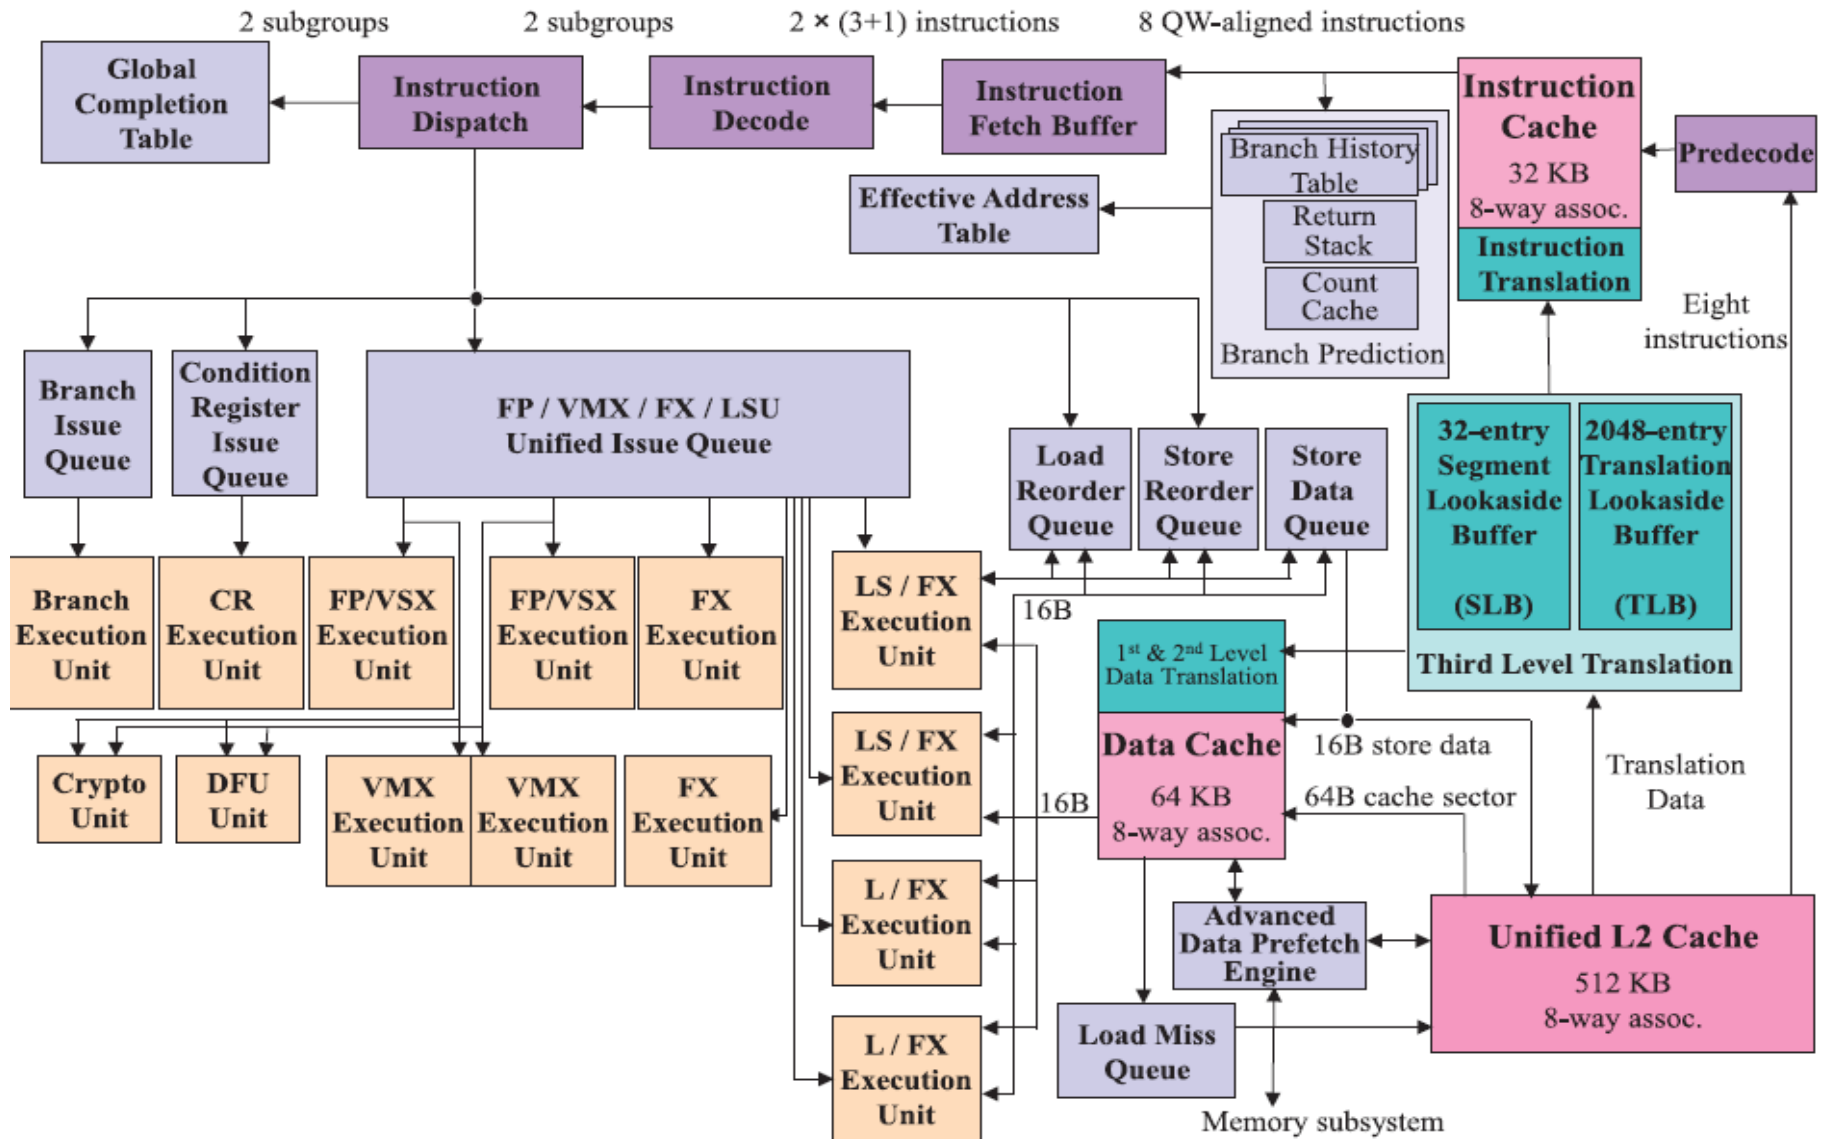 2 subgroups
2 subgroups
2 × (3+1) instructions
8 QW-aligned instructions
Global
Completion
Table
Instruction
Dispatch
Instruction
Decode
Instruction
Fetch Buffer
Instruction
Cache
32 KB
8-way assoc.
Instruction
Translation
Predecode
Branch History
Table
Return
Stack
Count
Cache
Branch Prediction
Effective Address
Table
Eight
instructions
Branch
Issue
Queue
Condition
Register
Issue
Queue
FP / VMX / FX / LSU
Unified Issue Queue
Load
Reorder
Queue
Store
Reorder
Queue
Store
Data
Queue
32-entry
Segment
Lookaside
Buffer
(SLB)
2048-entry
Translation
Lookaside
Buffer
(TLB)
Third Level Translation
Branch
Execution
Unit
CR
Execution
Unit
FP/VSX
Execution
Unit
FP/VSX
Execution
Unit
FX
Execution
Unit
LS / FX
Execution
Unit
16B
1st & 2nd Level
Data Translation
Data Cache
64 KB
8-way assoc.
16B store data
64B cache sector
Translation
Data
Crypto
Unit
DFU
Unit
VMX
Execution
Unit
VMX
Execution
Unit
FX
Execution
Unit
LS / FX
Execution
Unit
16B
L / FX
Execution
Unit
Advanced
Data Prefetch
Engine
Unified L2 Cache
512 KB
8-way assoc.
L / FX
Execution
Unit
Load Miss
Queue
Memory subsystem